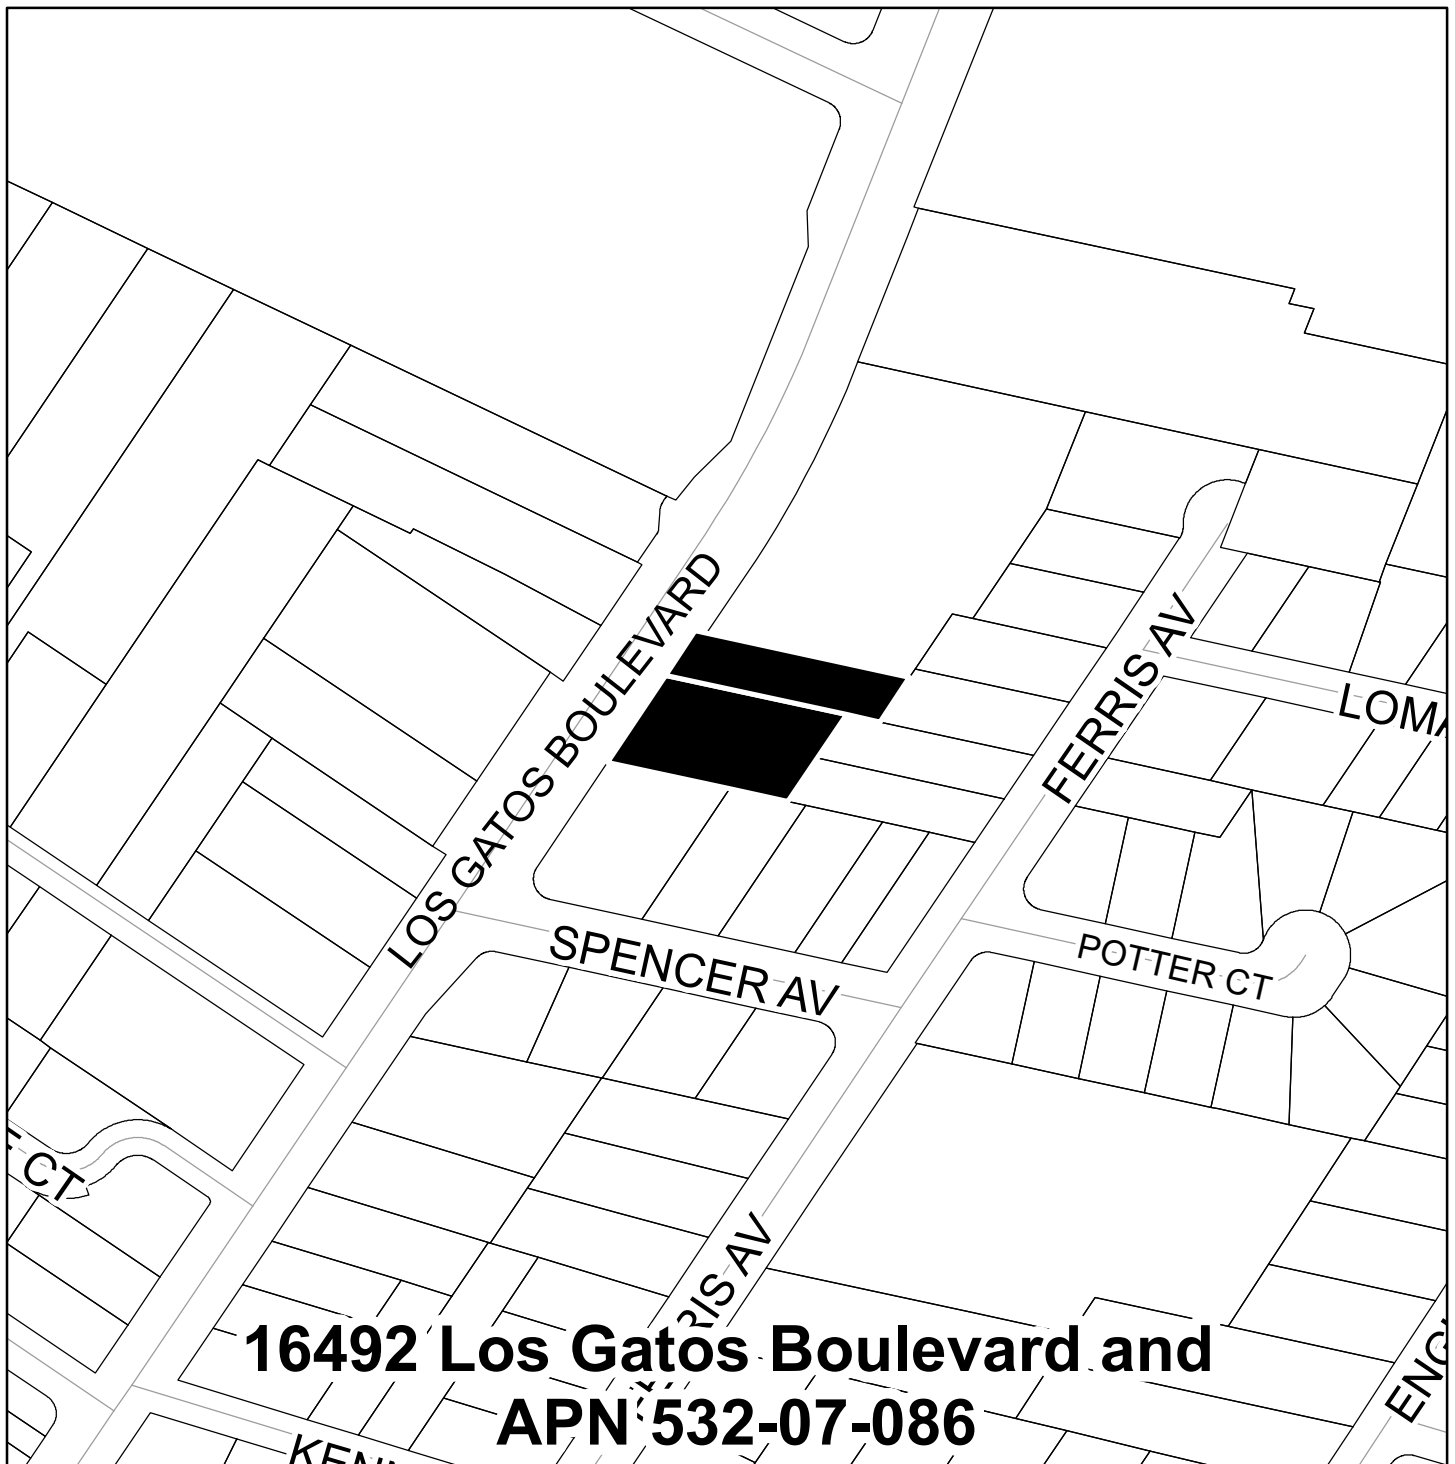 LOS GATOS BOULEVARD
FERRIS AV
LOMA
SPENCER AV
POTTER CT
CT
RIS AV
16492 Los Gatos Boulevard and
APN 532-07-086